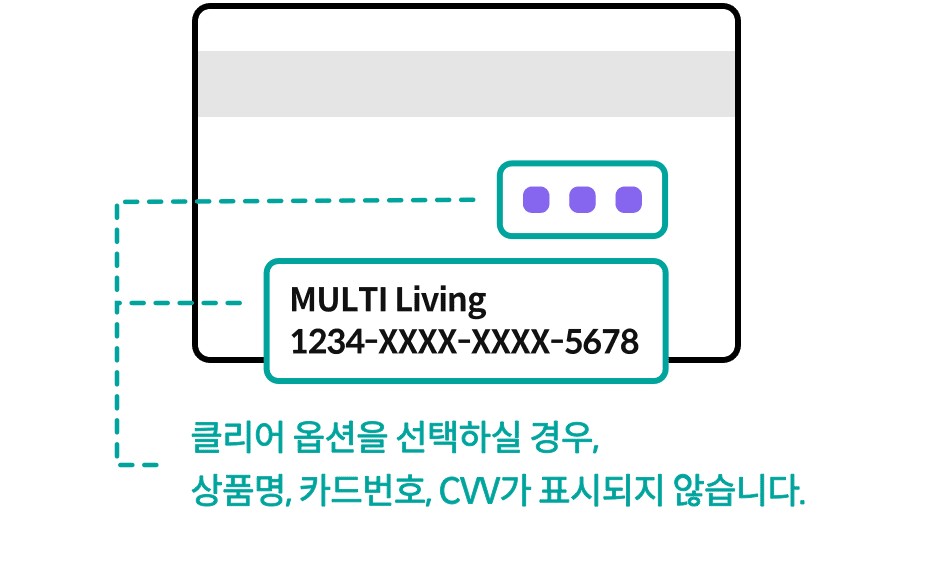 MULTI Living
1234-XXXX-XXXX-5678
클리어 옵션을 선택하실 경우,
상품명, 카드번호, CVV가 표시되지 않습니다.